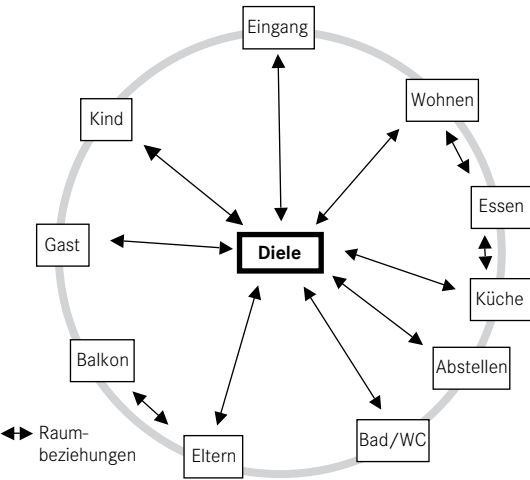 Eingang
Wohnen
Kind
Essen
Gast
Diele
Küche
Balkon
Abstellen
Raum-
beziehungen
Eltern
Bad/WC